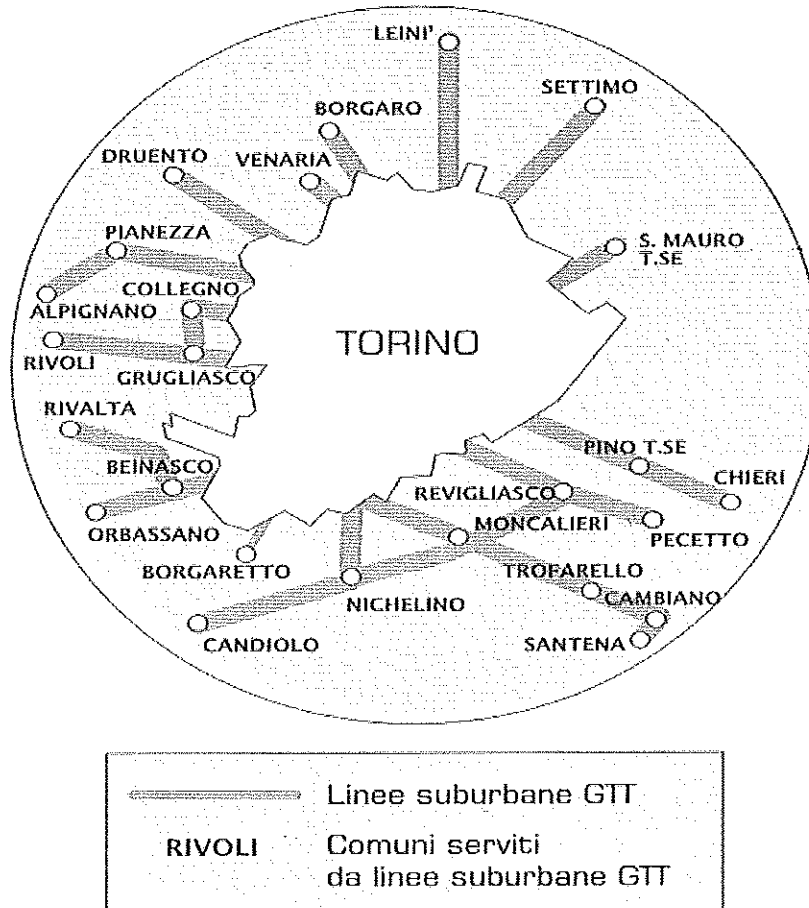 LEINI'
SETTIMO
BORGARO
DRUENTO
VENARIA
PIANEZZA
S. MAURO
T.SE
COLLEGNO
ALPIGNANO
TORINO
RIVOLI
GRUGLIASCO
RIVALTA
PINO T.SE
BEINASCO
CHIERI
REVIGLIASCO
ORBASSANO
MONCALIERI
PECETTO
BORGARETTO
TROFARELLO
CAMBIANO
NICHELINO
CANDIOLO
SANTENA
Linee suburbane GTT
RIVOLI Comuni serviti
da linee suburbane GTT